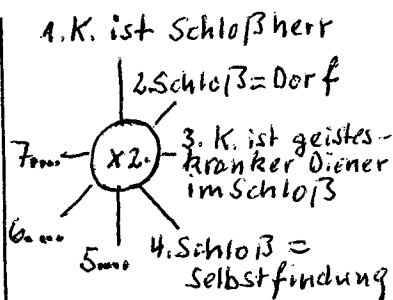 1. K. ist Schloßherr
2. Schloß = Dorf
3. K. ist geistes-
kranker Diener
im Schloß
4. Schloß =
Selbstfindung
5.....
6.....
7.....
X2.